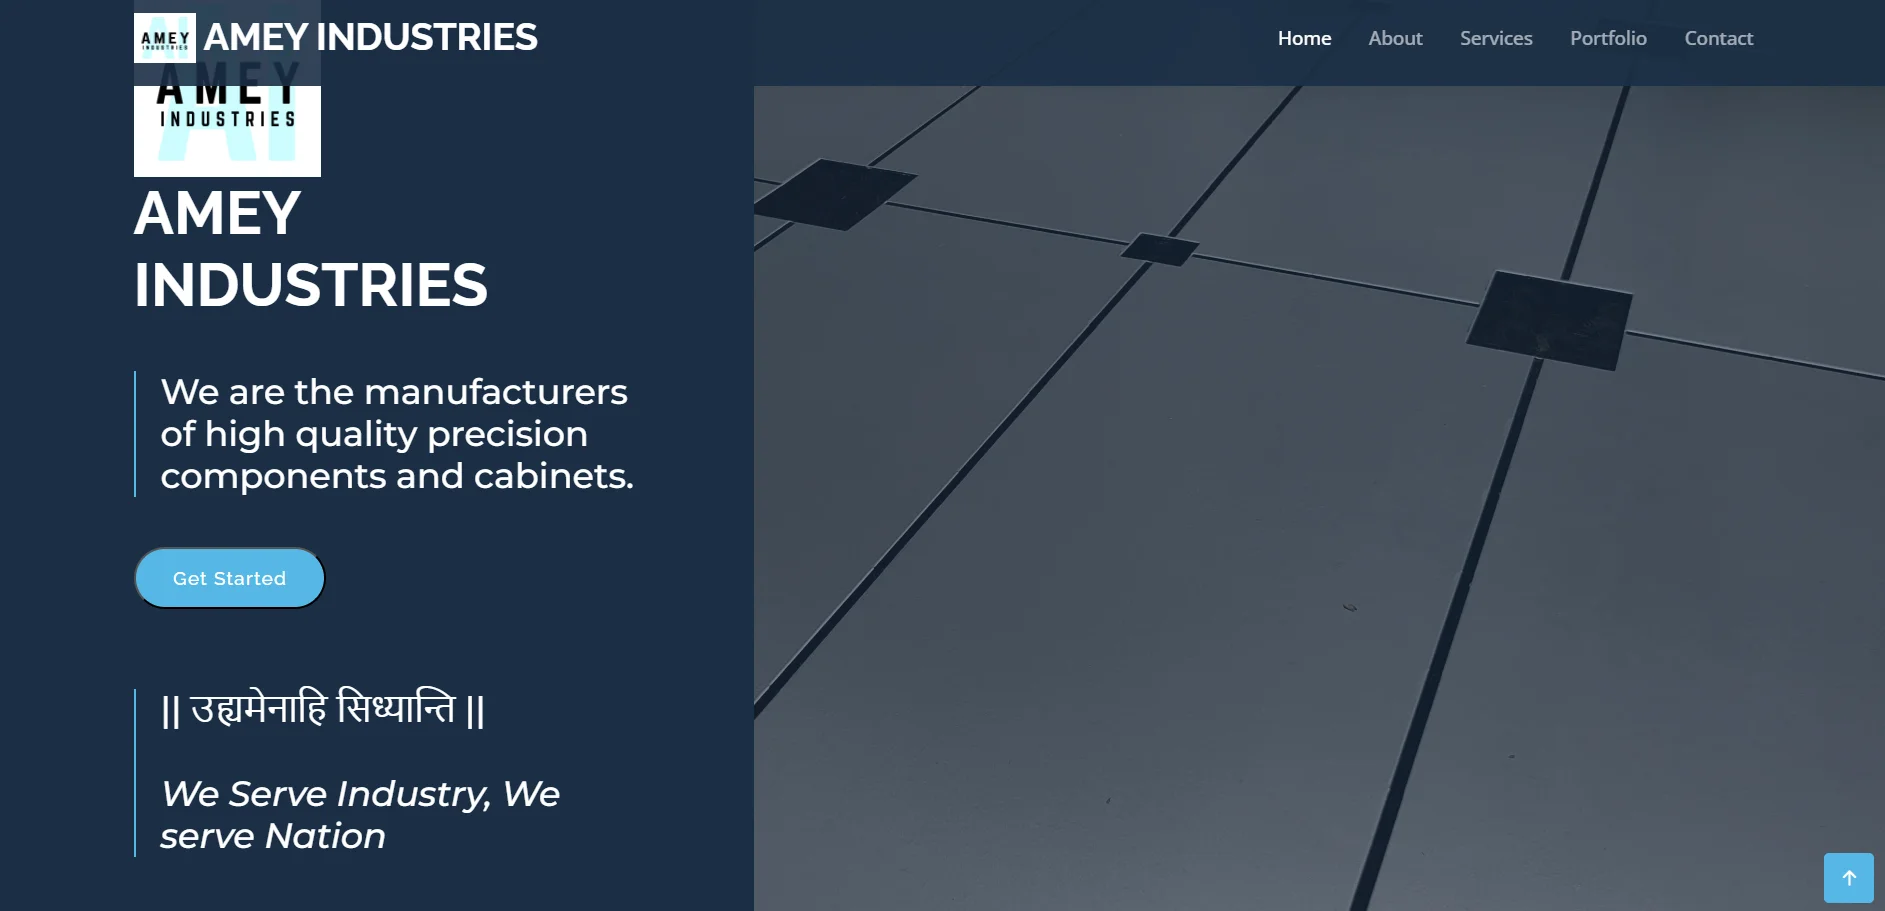 AMEY
INDUSTRIES
AMEY INDUSTRIES
Home About Services Portfolio Contact
AMEY
INDUSTRIES
AMEY
INDUSTRIES
We are the manufacturers
of high quality precision
components and cabinets.
Get Started
|| उद्यमेनाहि सिध्यान्ति ||
We Serve Industry, We
serve Nation